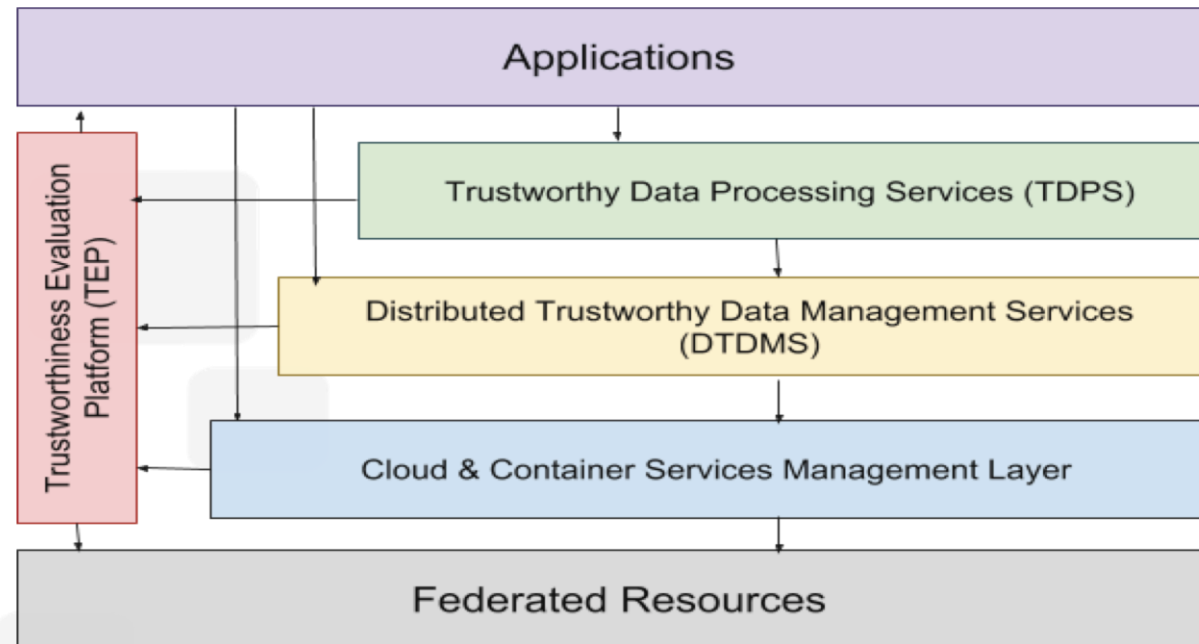 Applications
Trustworthiness Evaluation
Platform (TEP)
Trustworthy Data Processing Services (TDPS)
Distributed Trustworthy Data Management Services
(DTDMS)
Cloud & Container Services Management Layer
Federated Resources